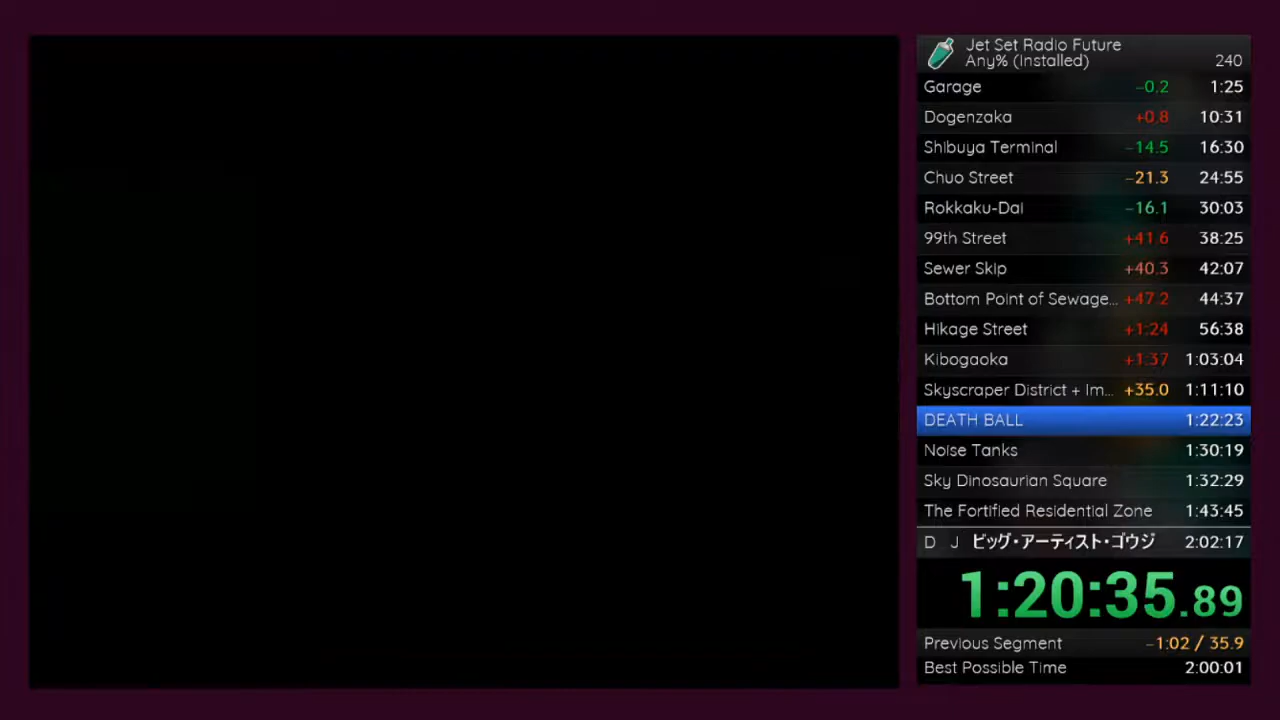 Jet Set Radio Future
Any% (Installed) 240
Garage -0.2 1:25
Dogenzaka +0.8 10:31
Shibuya Terminal -14.5 16:30
Chuo Street -21.3 24:55
Rokkaku-Dai -16.1 30:03
99th Street +41.6 38:25
Sewer Skip +40.3 42:07
Bottom Point of Sewage... +47.2 44:37
Hikage Street +1:24 56:38
Kibogaoka +1:37 1:03:04
Skyscraper District + Im... +35.0 1:11:10
DEATH BALL 1:22:23
Noise Tanks 1:30:19
Sky Dinosaurian Square 1:32:29
The Fortified Residential Zone 1:43:45
D J ビッグ・アーティスト・ゴウジ 2:02:17
1:20:35.89
Previous Segment -1:02 / 35.9
Best Possible Time 2:00:01